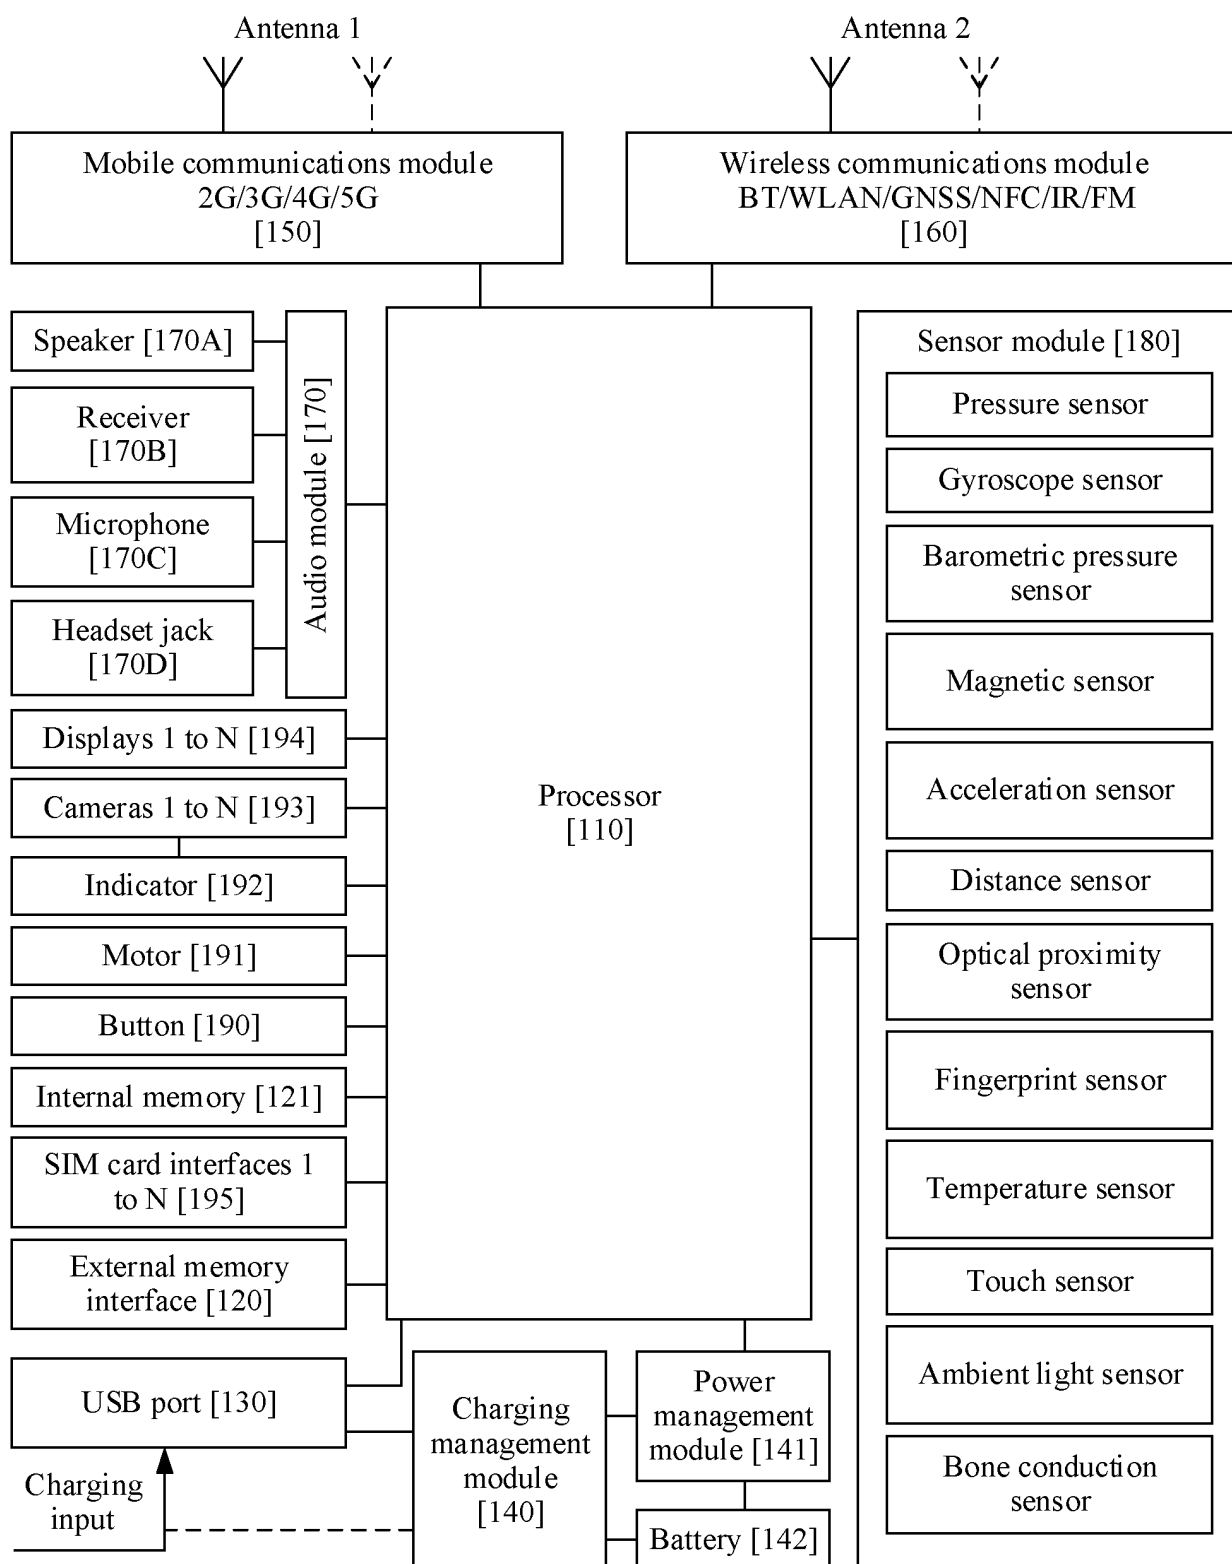 Antenna 1
Antenna 2
Mobile communications module
2G/3G/4G/5G
[150]
Wireless communications module
BT/WLAN/GNSS/NFC/IR/FM
[160]
Speaker [170A]
Receiver
[170B]
Microphone
[170C]
Headset jack
[170D]
Audio module [170]
Displays 1 to N [194]
Cameras 1 to N [193]
Indicator [192]
Motor [191]
Button [190]
Internal memory [121]
SIM card interfaces 1
to N [195]
External memory
interface [120]
USB port [130]
Charging
input
Processor
[110]
Charging
management
module
[140]
Power
management
module [141]
Battery [142]
Sensor module [180]
Pressure sensor
Gyroscope sensor
Barometric pressure
sensor
Magnetic sensor
Acceleration sensor
Distance sensor
Optical proximity
sensor
Fingerprint sensor
Temperature sensor
Touch sensor
Ambient light sensor
Bone conduction
sensor